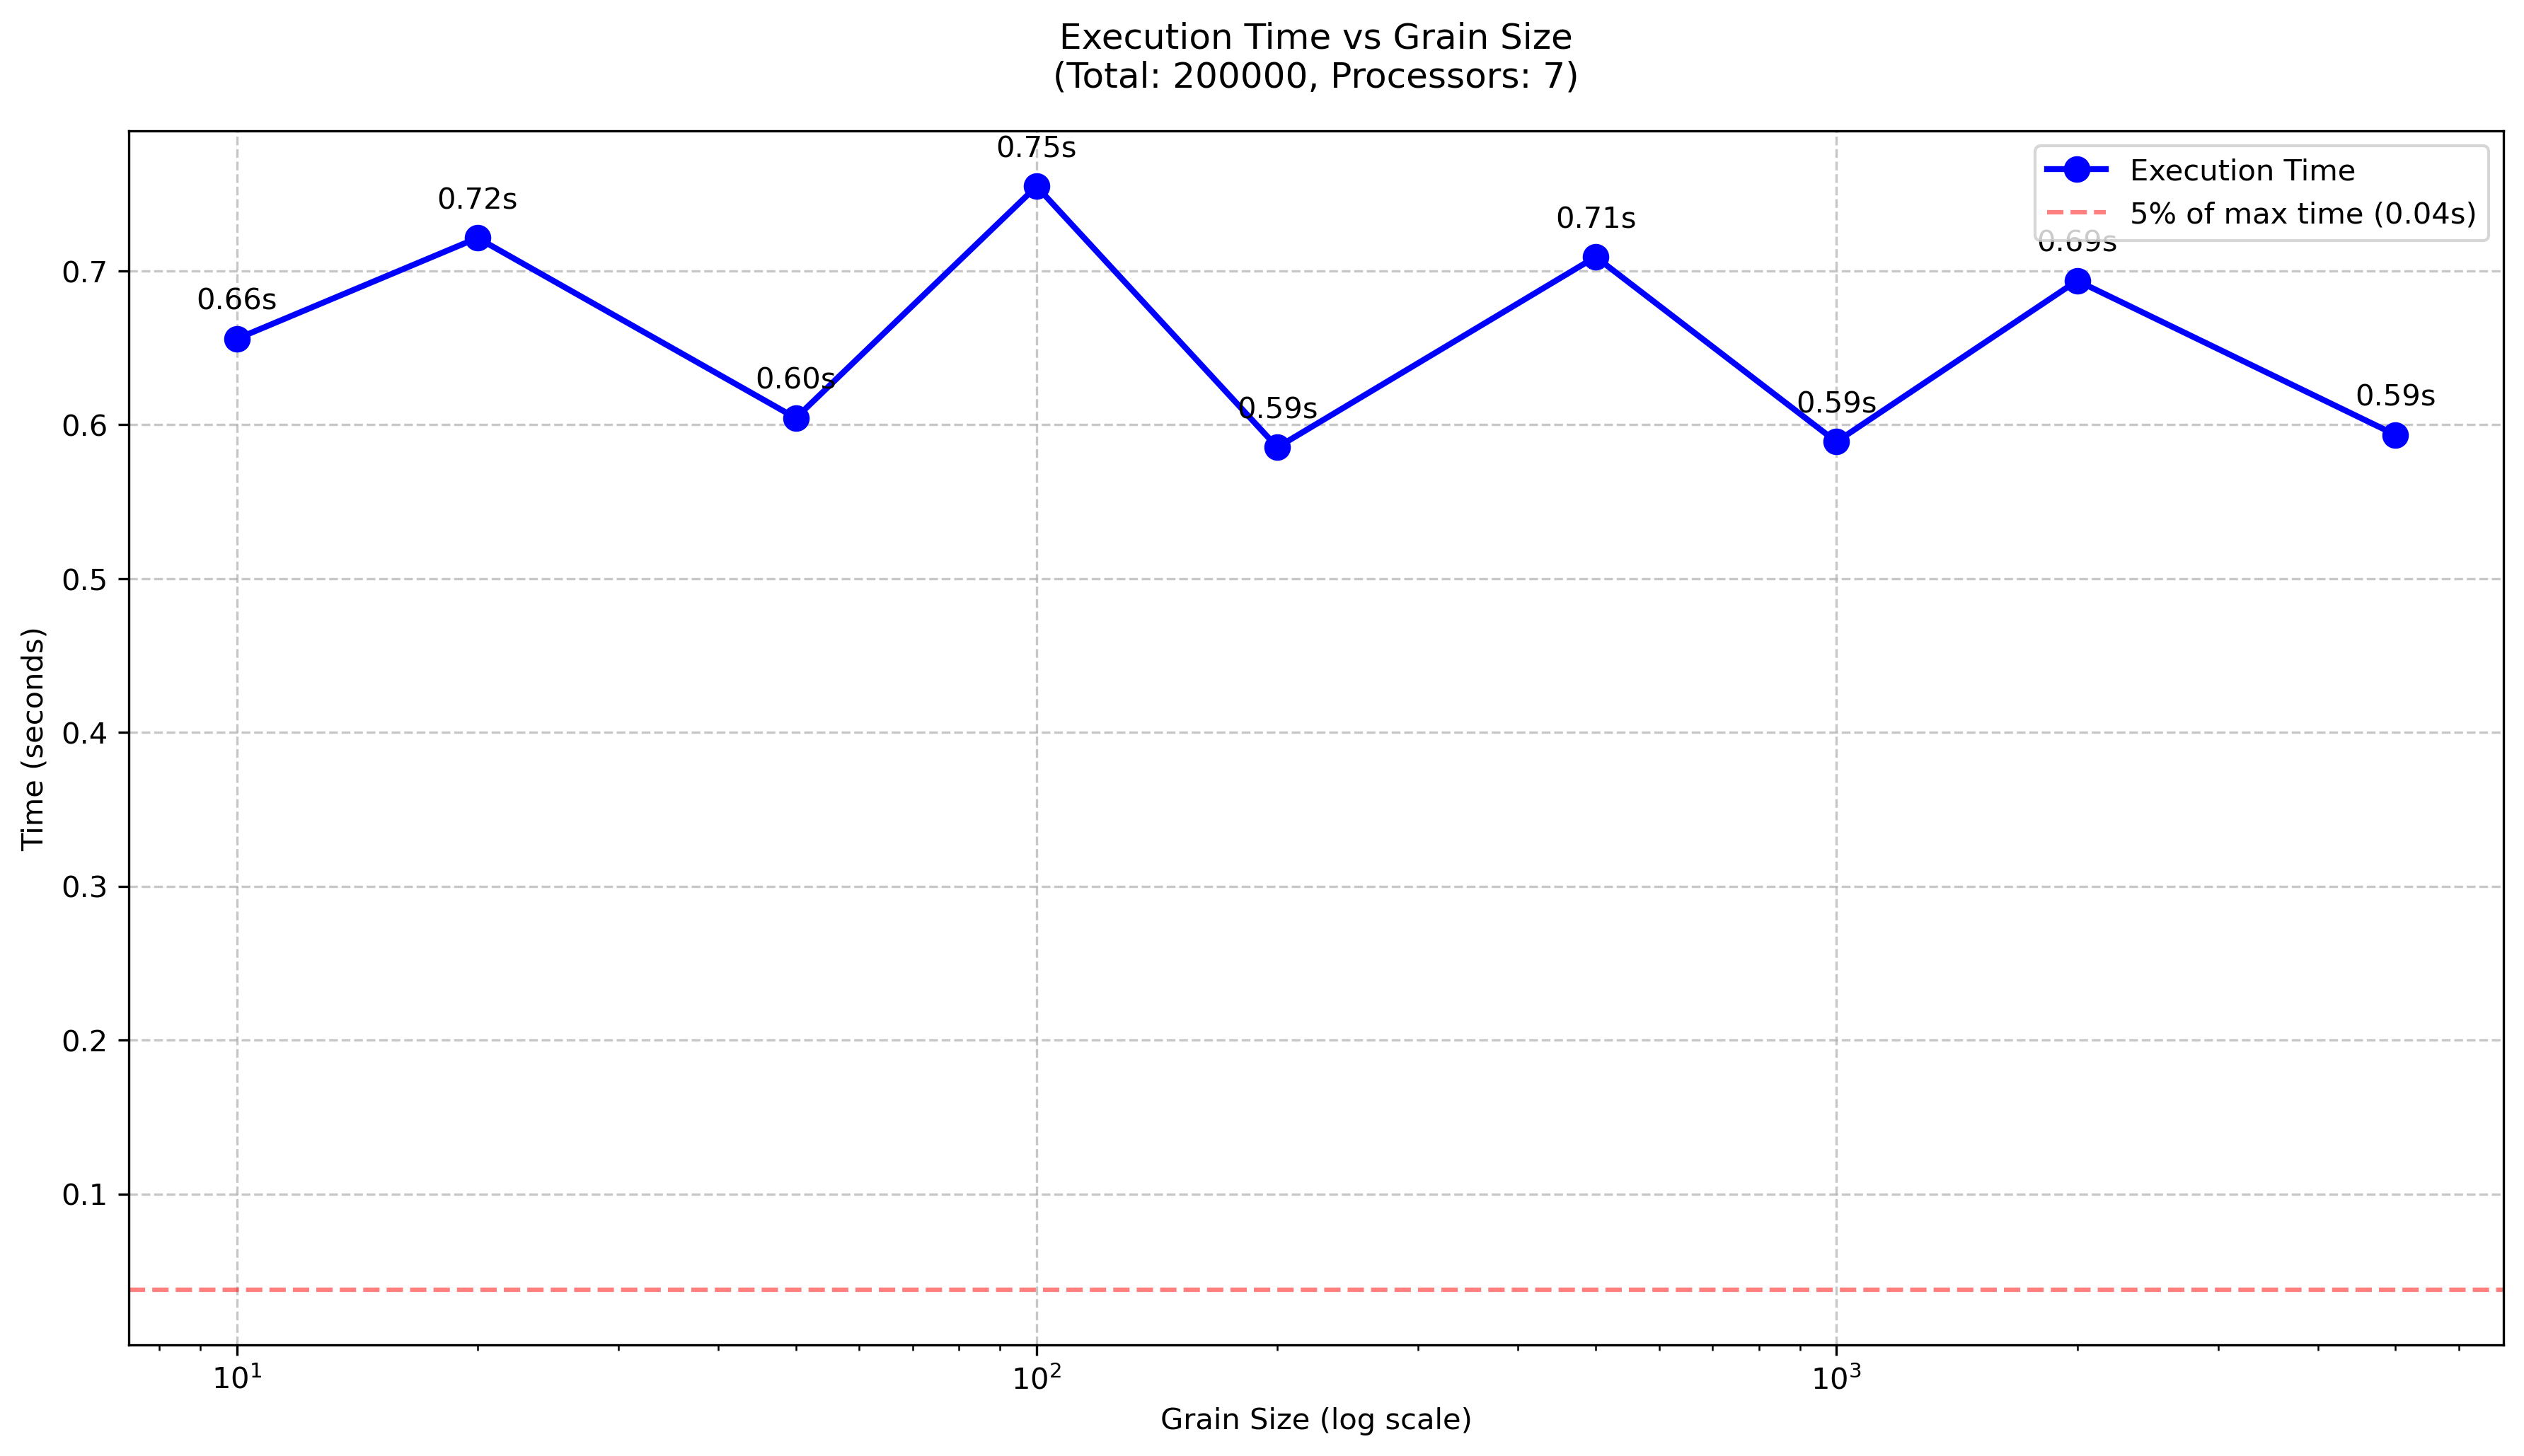 Execution Time vs Grain Size
(Total: 200000, Processors: 7)
0.75s
Execution Time
5% of max time (0.04s)
0.72s
0.71s
0.69s
0.66s
0.60s
0.59s
0.59s
0.59s
0.7
0.6
0.5
0.4
0.3
0.2
0.1
Time (seconds)
10¹
10²
10³
Grain Size (log scale)